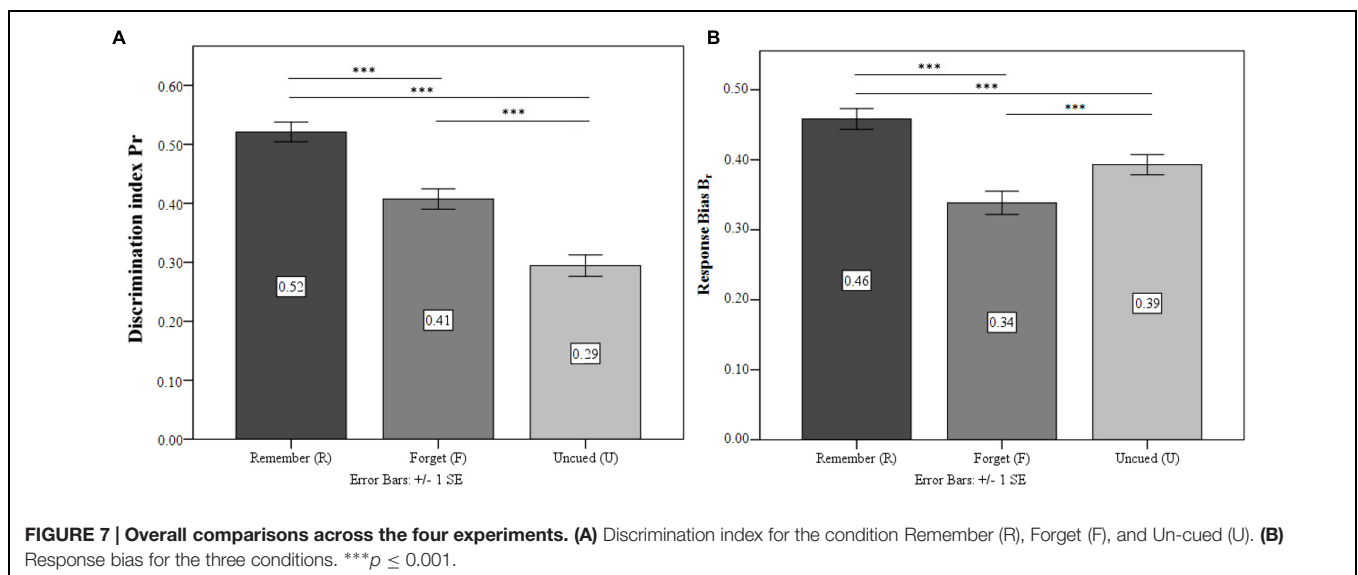 A
Discrimination index Pr
0.60
0.50
0.40
0.30
0.20
0.10
0.00
***
***
***
0.52
0.41
0.29
Remember (R) Forget (F) Uncued (U)
Error Bars: +/- 1 SE
B
Response Bias Br
0.50
0.40
0.30
0.20
0.10
0.00
***
***
***
0.46
0.34
0.39
Remember (R) Forget (F) Uncued (U)
Error Bars: +/- 1 SE
FIGURE 7 | Overall comparisons across the four experiments. (A) Discrimination index for the condition Remember (R), Forget (F), and Un-cued (U). (B)
Response bias for the three conditions. ***p ≤ 0.001.